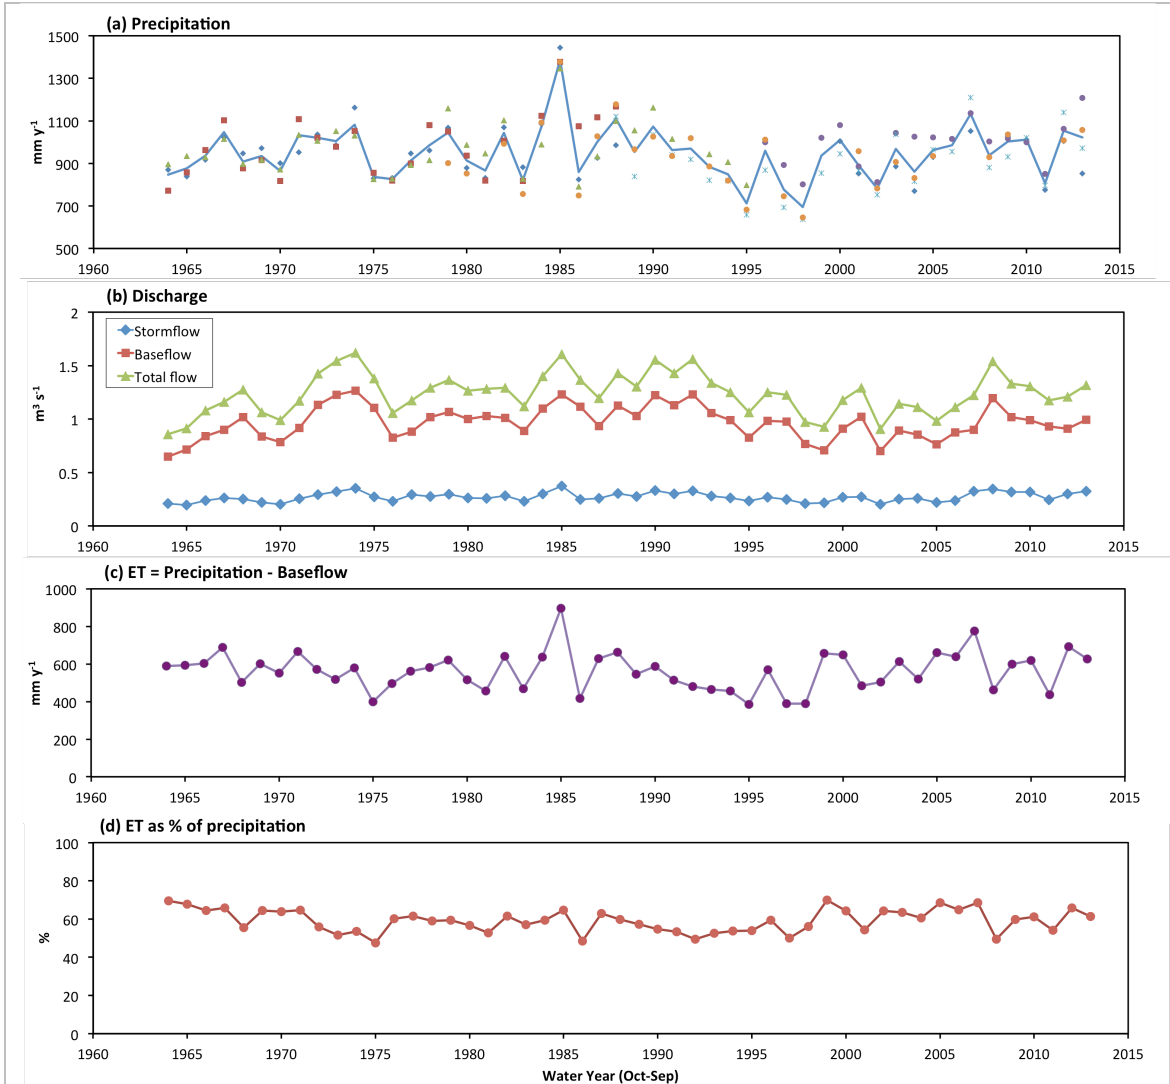 (a) Precipitation
1500
1300
1100
900
700
500
mm y-1
1960 1965 1970 1975 1980 1985 1990 1995 2000 2005 2010 2015
(b) Discharge
2
1.5
1
0.5
0
m³ s-1
Stormflow
Baseflow
Total flow
1960 1965 1970 1975 1980 1985 1990 1995 2000 2005 2010 2015
(c) ET = Precipitation - Baseflow
1000
800
600
400
200
0
mm y-1
1960 1965 1970 1975 1980 1985 1990 1995 2000 2005 2010 2015
(d) ET as % of precipitation
100
80
60
40
20
0
%
1960 1965 1970 1975 1980 1985 1990 1995 2000 2005 2010 2015
Water Year (Oct-Sep)